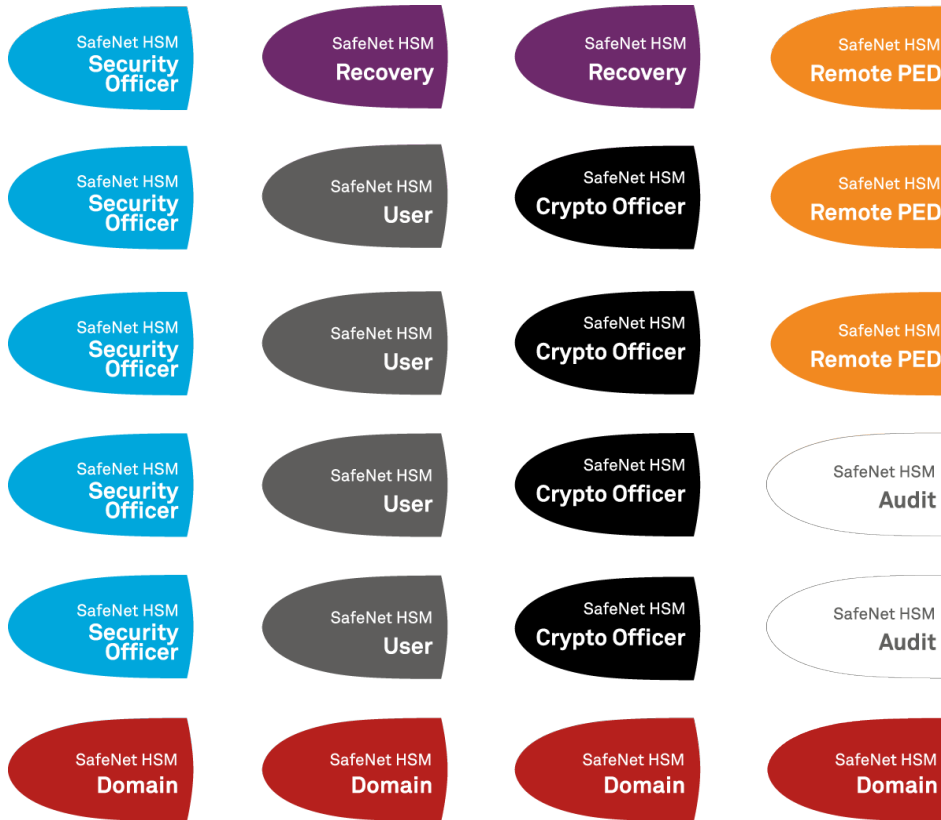 SafeNet HSM
Security
Officer
SafeNet HSM
Recovery
SafeNet HSM
Recovery
SafeNet HSM
Remote PED
SafeNet HSM
Security
Officer
SafeNet HSM
User
SafeNet HSM
Crypto Officer
SafeNet HSM
Remote PED
SafeNet HSM
Security
Officer
SafeNet HSM
User
SafeNet HSM
Crypto Officer
SafeNet HSM
Remote PED
SafeNet HSM
Security
Officer
SafeNet HSM
User
SafeNet HSM
Crypto Officer
SafeNet HSM
Audit
SafeNet HSM
Security
Officer
SafeNet HSM
User
SafeNet HSM
Crypto Officer
SafeNet HSM
Audit
SafeNet HSM
Domain
SafeNet HSM
Domain
SafeNet HSM
Domain
SafeNet HSM
Domain